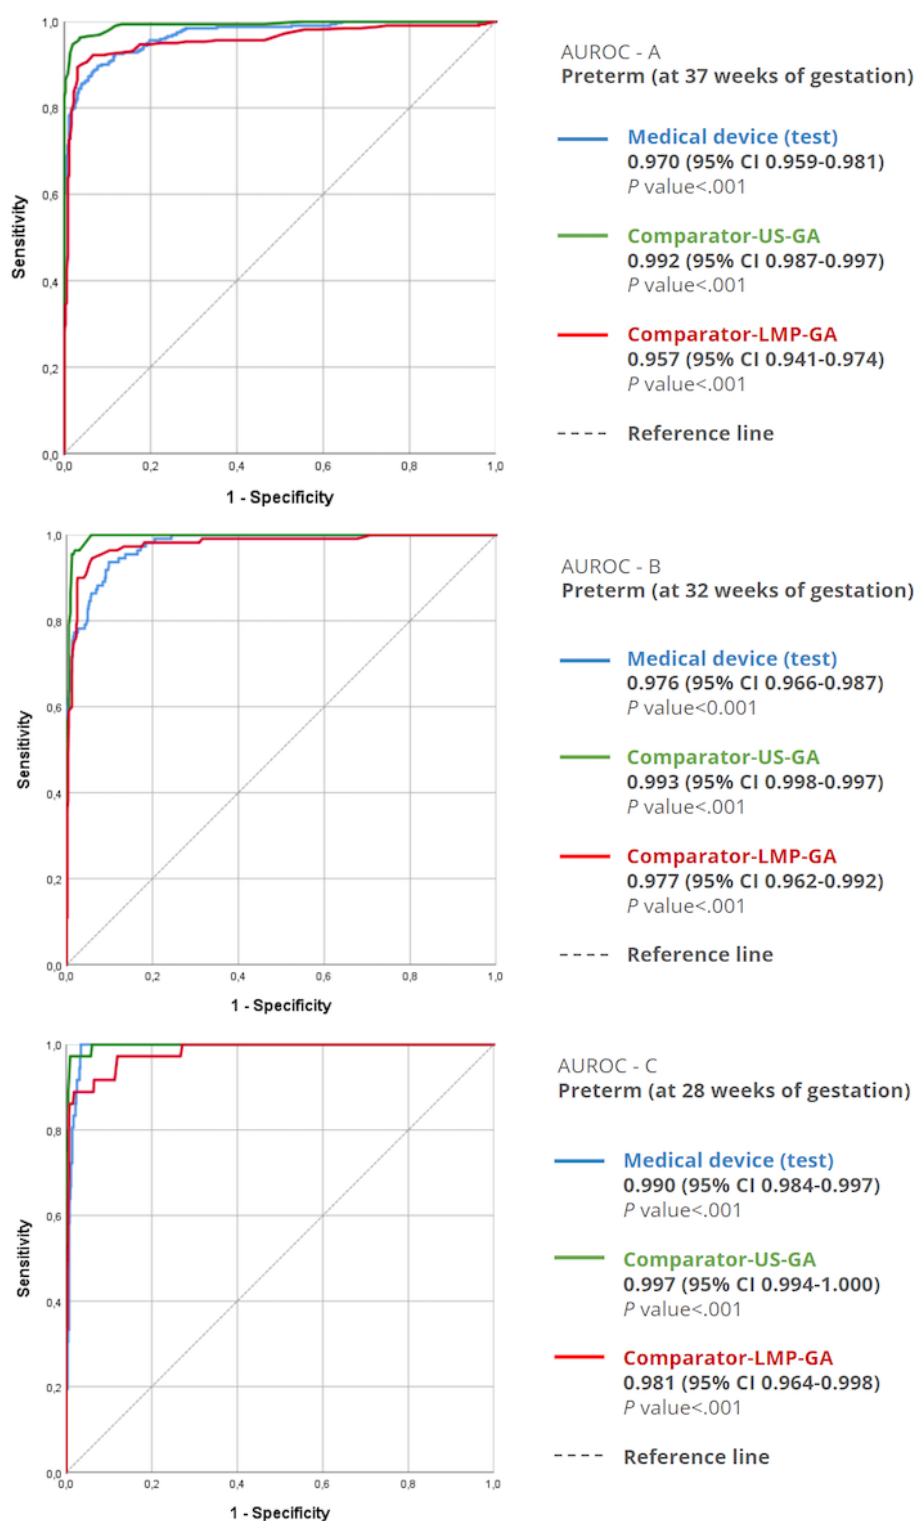 AUROC - A
Preterm (at 37 weeks of gestation)
Medical device (test)
0.970 (95% CI 0.959-0.981)
P value<.001
Comparator-US-GA
0.992 (95% CI 0.987-0.997)
P value<.001
Comparator-LMP-GA
0.957 (95% CI 0.941-0.974)
P value<.001
Reference line
Sensitivity
1,0
0,8
0,6
0,4
0,2
0,0
0,0 0,2 0,4 0,6 0,8 1,0
1 - Specificity
AUROC - B
Preterm (at 32 weeks of gestation)
Medical device (test)
0.976 (95% CI 0.966-0.987)
P value<0.001
Comparator-US-GA
0.993 (95% CI 0.998-0.997)
P value<.001
Comparator-LMP-GA
0.977 (95% CI 0.962-0.992)
P value<.001
Reference line
Sensitivity
1,0
0,8
0,6
0,4
0,2
0,0
0,0 0,2 0,4 0,6 0,8 1,0
1 - Specificity
AUROC - C
Preterm (at 28 weeks of gestation)
Medical device (test)
0.990 (95% CI 0.984-0.997)
P value<.001
Comparator-US-GA
0.997 (95% CI 0.994-1.000)
P value<.001
Comparator-LMP-GA
0.981 (95% CI 0.964-0.998)
P value<.001
Reference line
Sensitivity
1,0
0,8
0,6
0,4
0,2
0,0
0,0 0,2 0,4 0,6 0,8 1,0
1 - Specificity